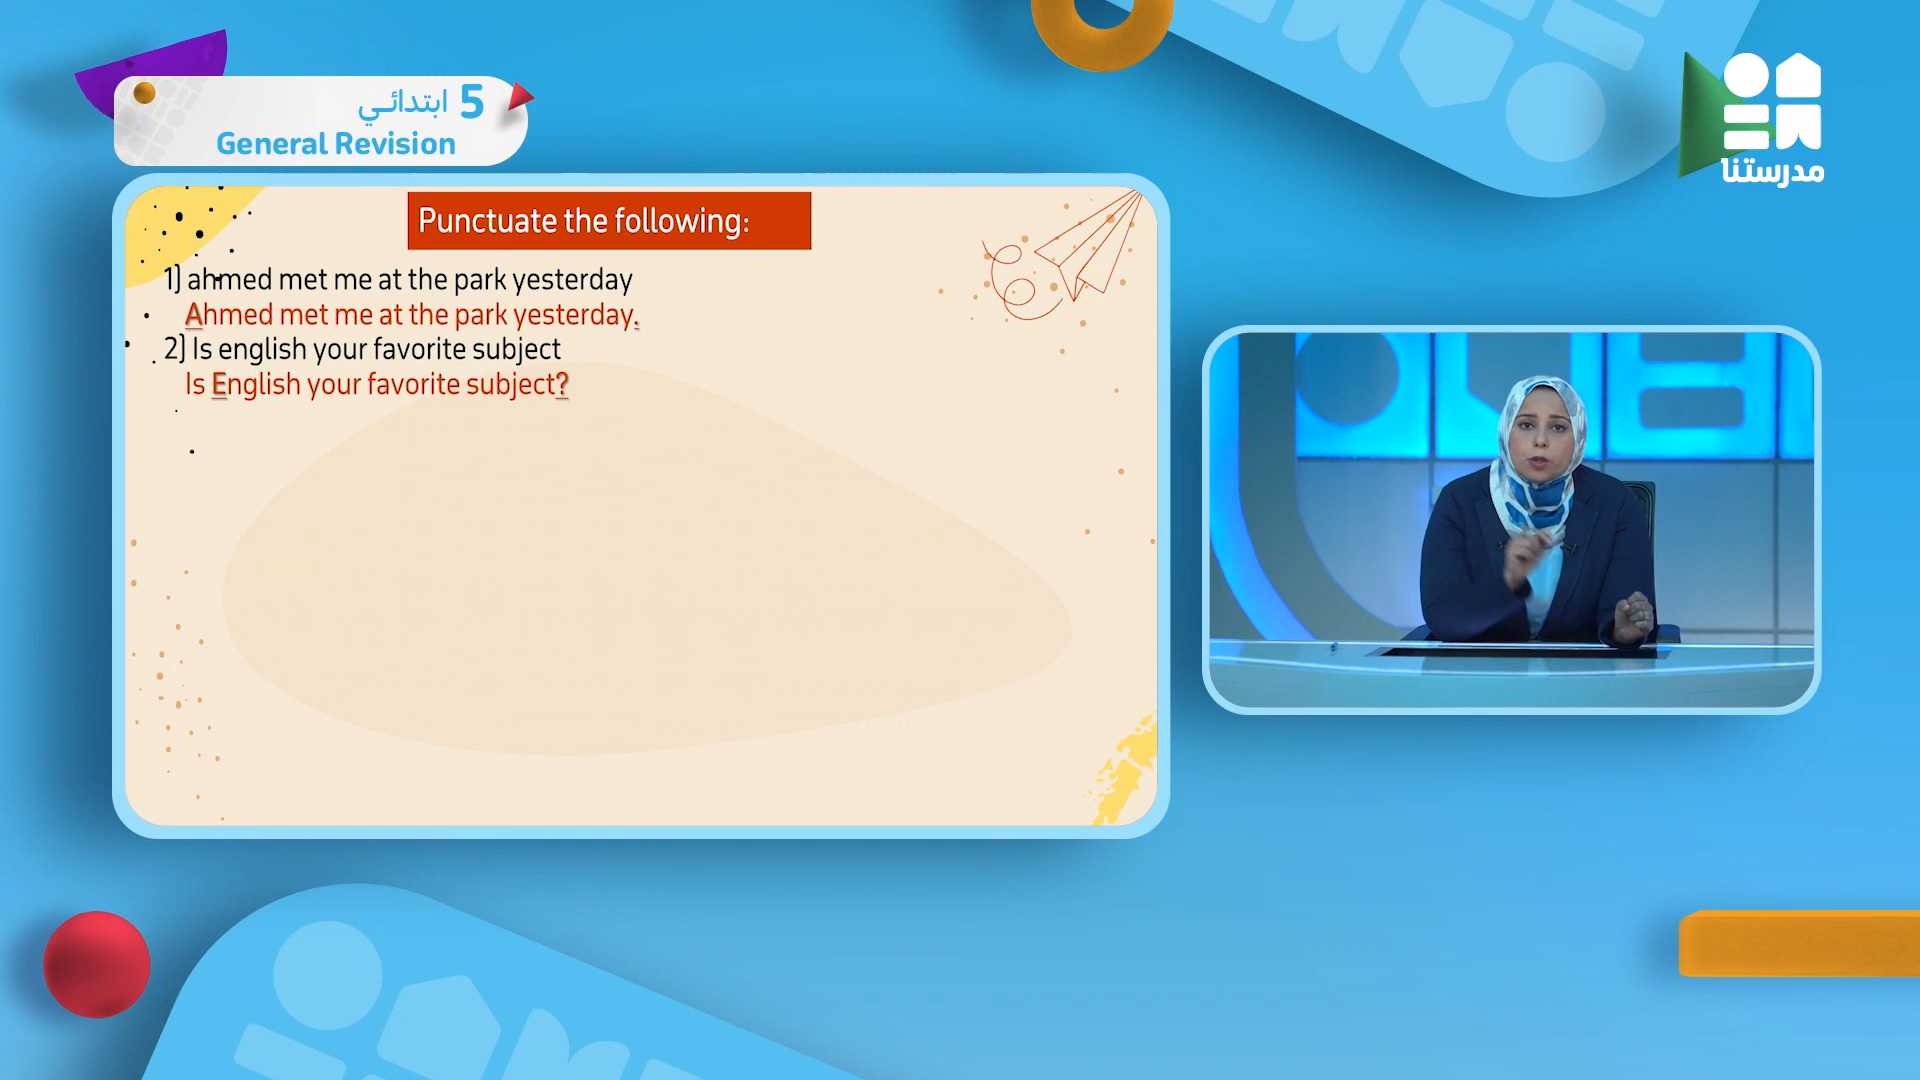 5 ابتدائي
General Revision
مدرستنا
Punctuate the following:
1) ahmed met me at the park yesterday
Ahmed met me at the park yesterday.
2) Is english your favorite subject
Is English your favorite subject?